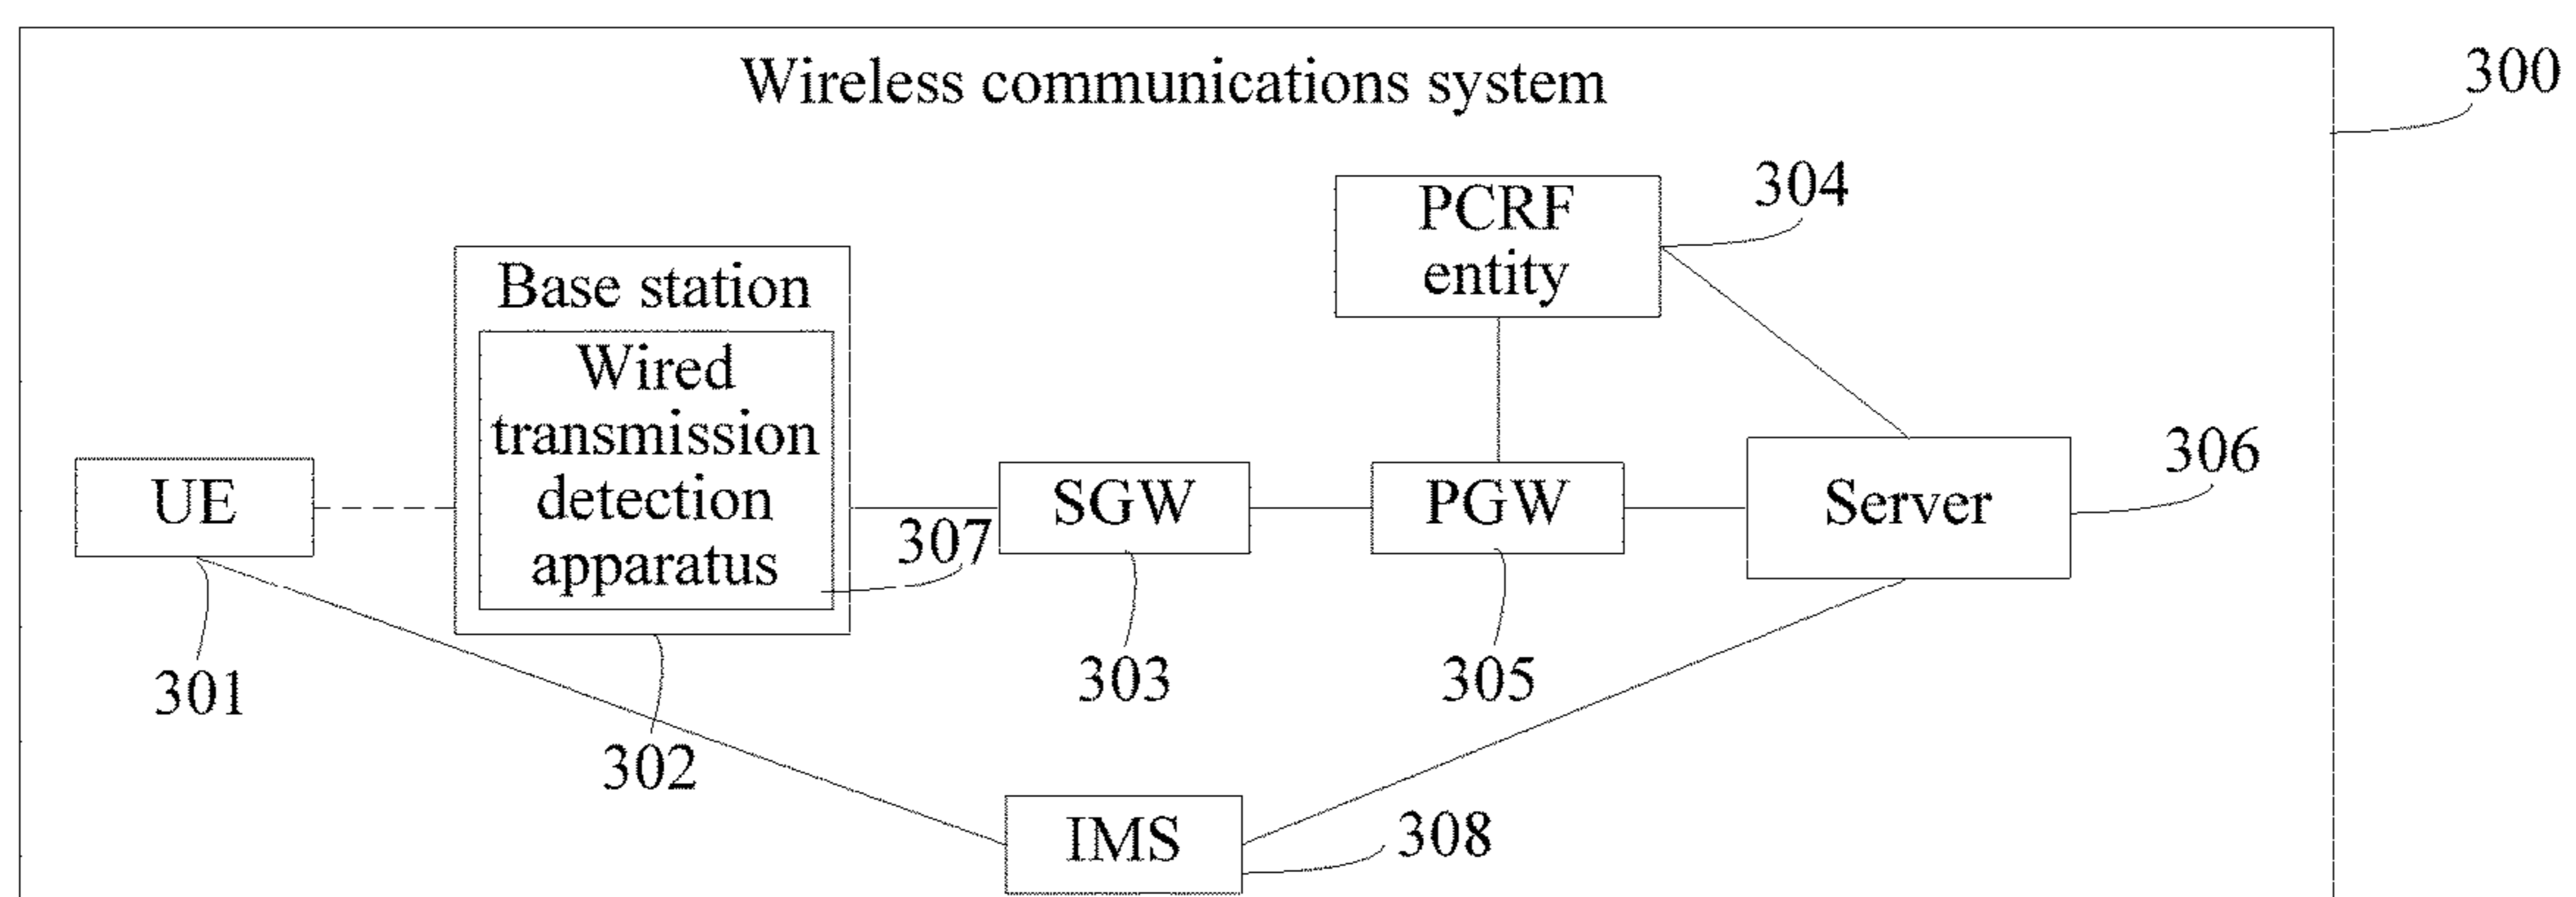 Wireless communications system
300
PCRF
entity
304
Base station
Wired
transmission
detection
apparatus
307
UE
SGW
PGW
Server
306
301
302
303
305
IMS
308